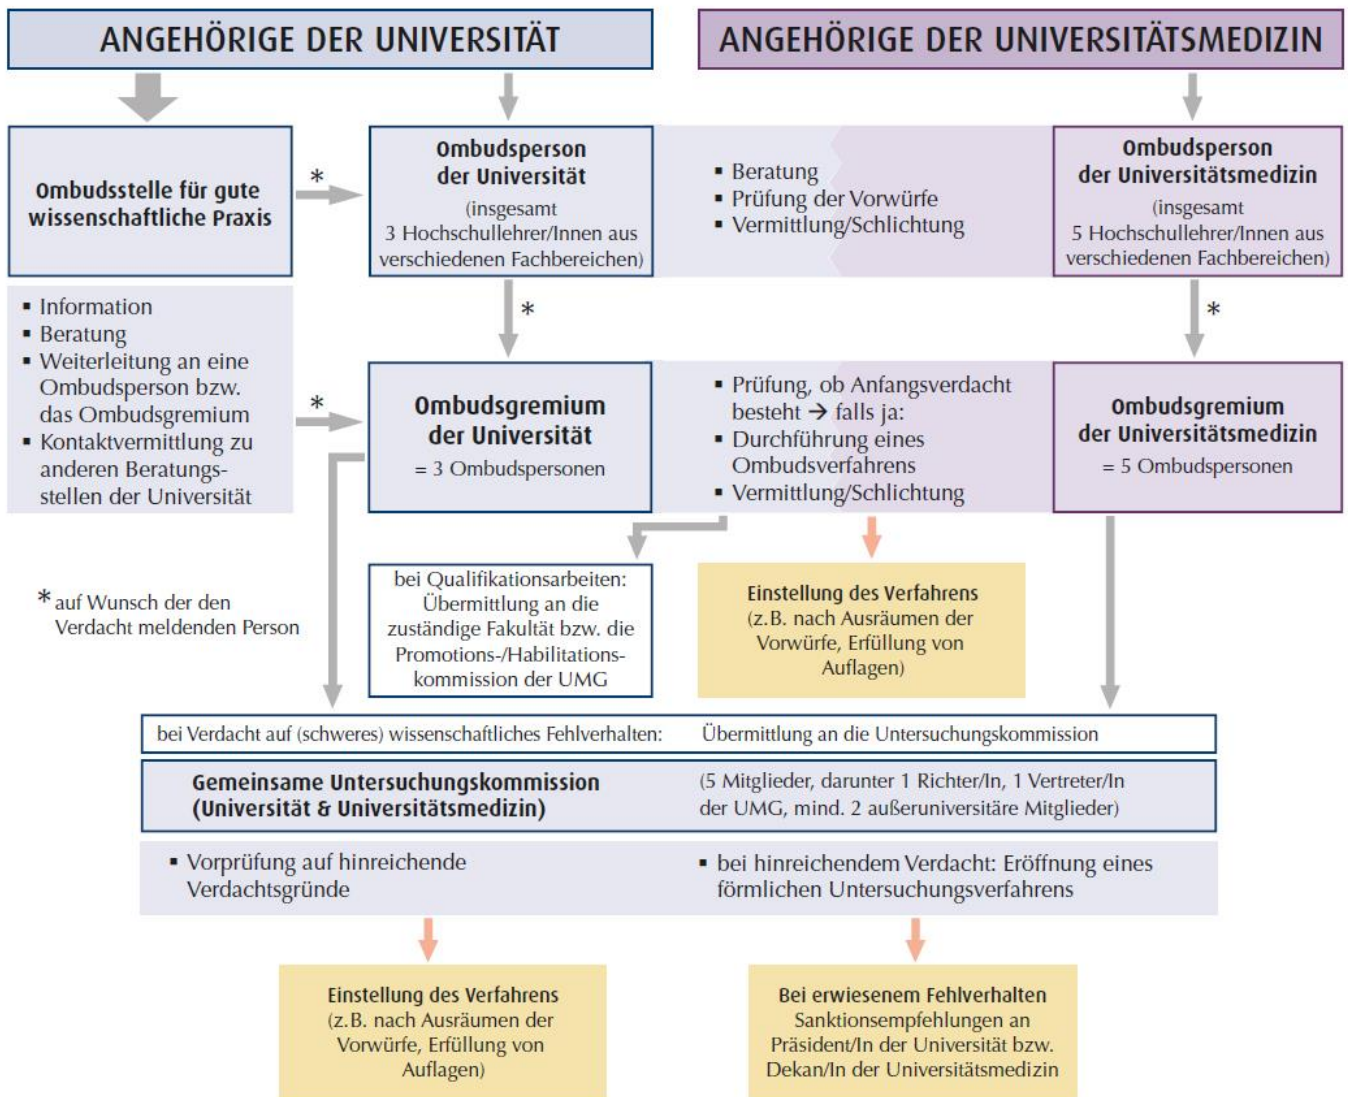 ANGEHÖRIGE DER UNIVERSITÄT
ANGEHÖRIGE DER UNIVERSITÄTSMEDIZIN
Ombudsstelle für gute
wissenschaftliche Praxis
*
Ombudsperson
der Universität
(insgesamt
3 Hochschullehrer/Innen aus
verschiedenen Fachbereichen)
▪ Beratung
▪ Prüfung der Vorwürfe
▪ Vermittlung/Schlichtung
Ombudsperson
der Universitätsmedizin
(insgesamt
5 Hochschullehrer/Innen aus
verschiedenen Fachbereichen)
▪ Information
▪ Beratung
▪ Weiterleitung an eine
Ombudsperson bzw.
das Ombudsgremium
▪ Kontaktvermittlung zu
anderen Beratungs-
stellen der Universität
*
*
*
Ombudsgremium
der Universität
= 3 Ombudspersonen
▪ Prüfung, ob Anfangsverdacht
besteht → falls ja:
▪ Durchführung eines
Ombudsverfahrens
▪ Vermittlung/Schlichtung
Ombudsgremium
der Universitätsmedizin
= 5 Ombudspersonen
* auf Wunsch der den
Verdacht meldenden Person
bei Qualifikationsarbeiten:
Übermittlung an die
zuständige Fakultät bzw. die
Promotions-/Habilitations-
kommission der UMG
Einstellung des Verfahrens
(z.B. nach Ausräumen der
Vorwürfe, Erfüllung von
Auflagen)
bei Verdacht auf (schweres) wissenschaftliches Fehlverhalten: Übermittlung an die Untersuchungskommission
Gemeinsame Untersuchungskommission
(Universität & Universitätsmedizin)
(5 Mitglieder, darunter 1 Richter/In, 1 Vertreter/In
der UMG, mind. 2 außeruniversitäre Mitglieder)
▪ Vorprüfung auf hinreichende
Verdachtsgründe
▪ bei hinreichendem Verdacht: Eröffnung eines
förmlichen Untersuchungsverfahrens
Einstellung des Verfahrens
(z.B. nach Ausräumen der
Vorwürfe, Erfüllung von
Auflagen)
Bei erwiesenem Fehlverhalten
Sanktionsempfehlungen an
Präsident/In der Universität bzw.
Dekan/In der Universitätsmedizin